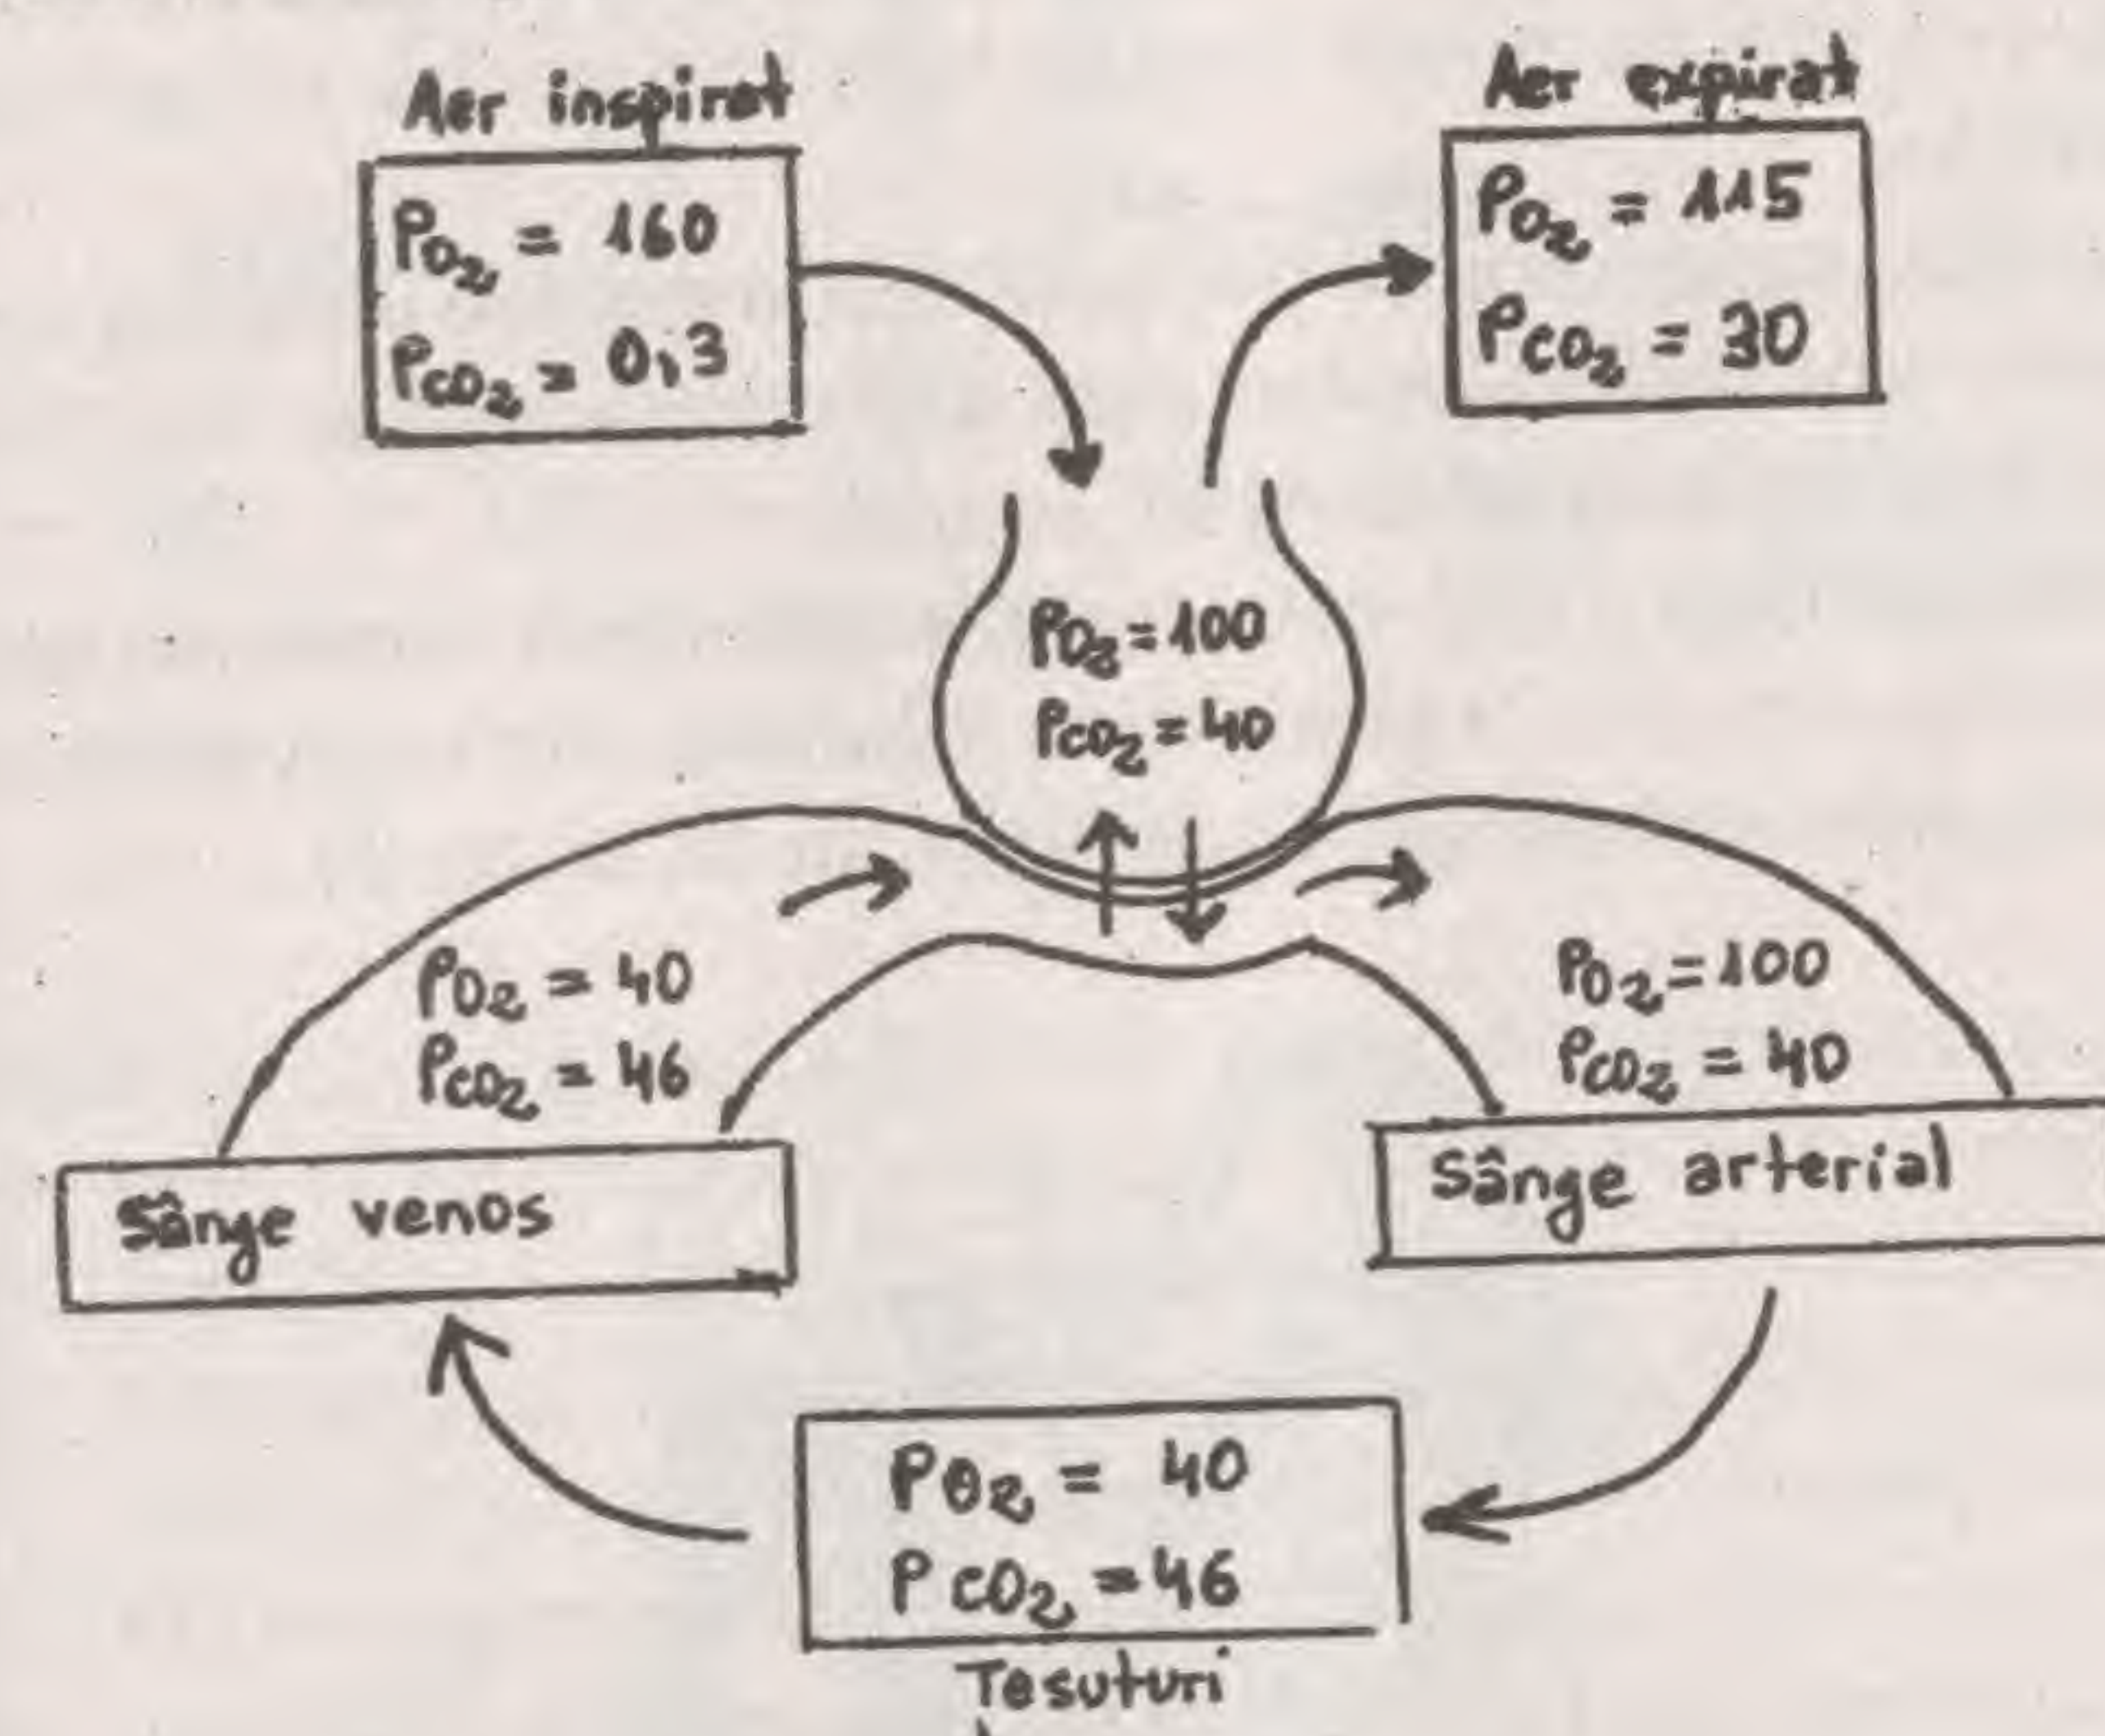 Aer inspirat
PO₂ = 160
PCO₂ = 0,3
Aer expirat
PO₂ = 115
PCO₂ = 30
PO₂ = 100
PCO₂ = 40
PO₂ = 40
PCO₂ = 46
PO₂ = 100
PCO₂ = 40
Sânge venos
Sânge arterial
PO₂ = 40
PCO₂ = 46
Țesuturi